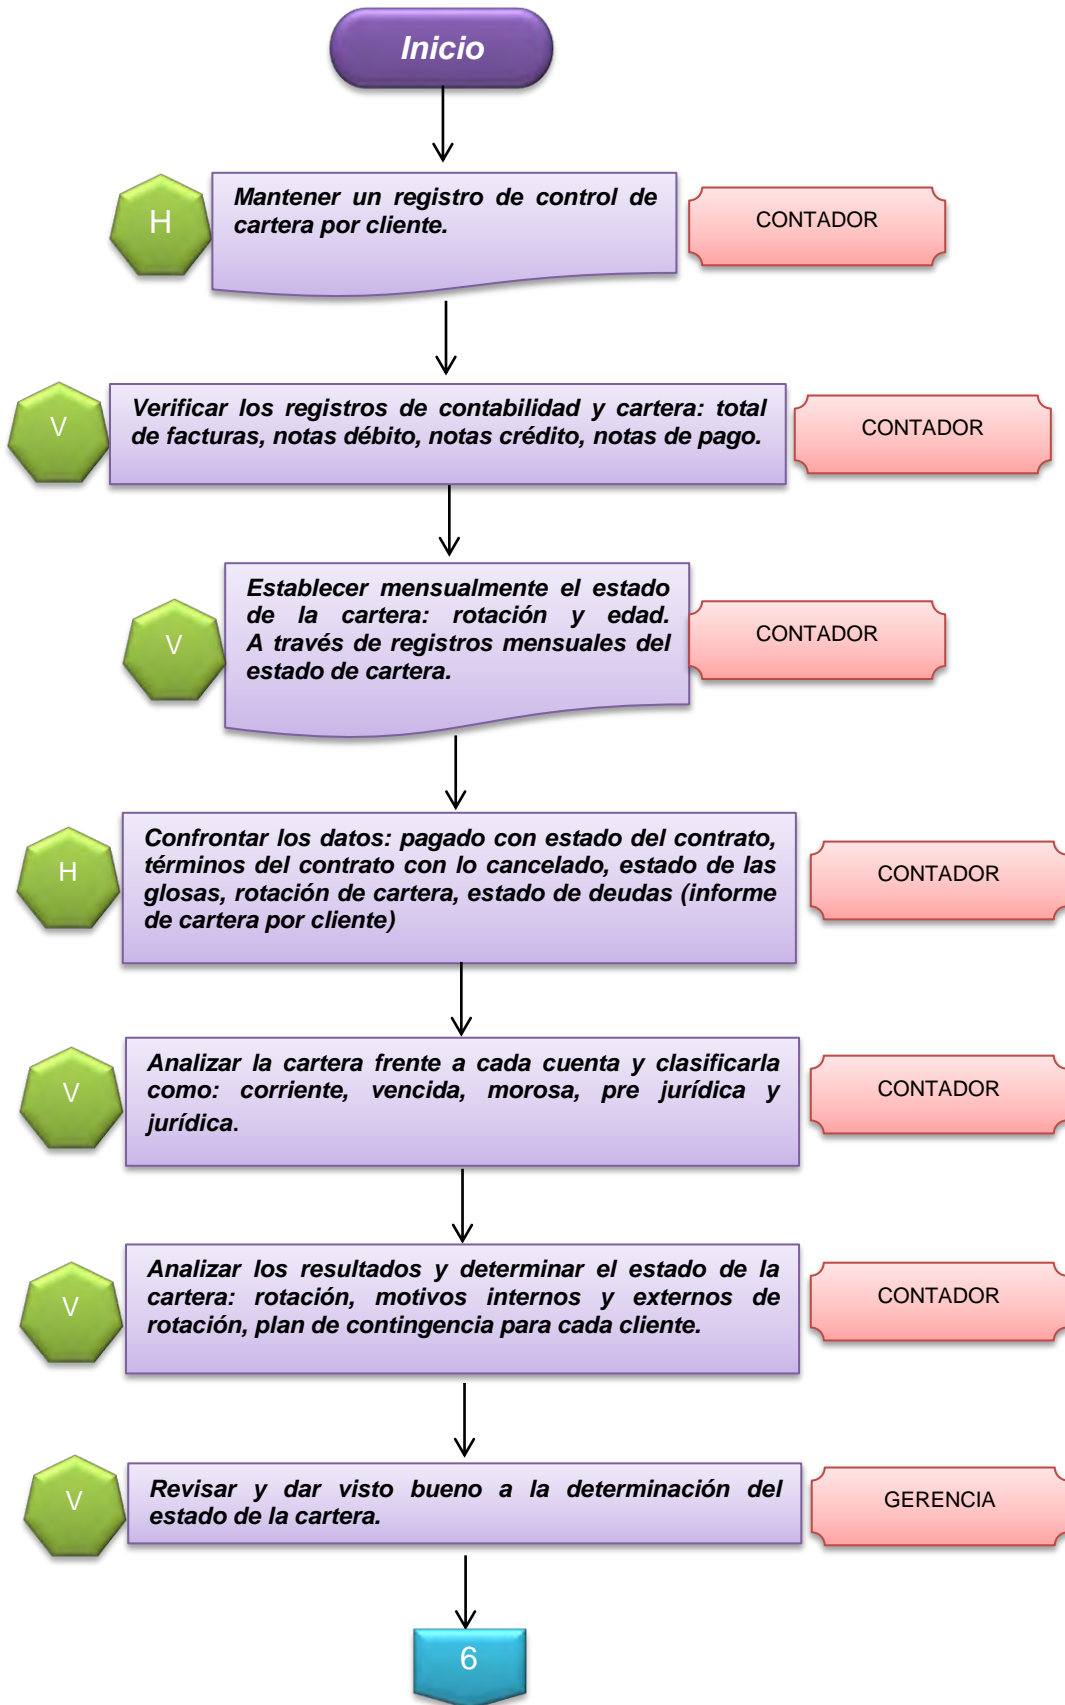 Inicio
H
Mantener un registro de control de
cartera por cliente.
CONTADOR
V
Verificar los registros de contabilidad y cartera: total
de facturas, notas débito, notas crédito, notas de pago.
CONTADOR
V
Establecer mensualmente el estado
de la cartera: rotación y edad.
A través de registros mensuales del
estado de cartera.
CONTADOR
H
Confrontar los datos: pagado con estado del contrato,
términos del contrato con lo cancelado, estado de las
glosas, rotación de cartera, estado de deudas (informe
de cartera por cliente)
CONTADOR
V
Analizar la cartera frente a cada cuenta y clasificarla
como: corriente, vencida, morosa, pre jurídica y
jurídica.
CONTADOR
V
Analizar los resultados y determinar el estado de la
cartera: rotación, motivos internos y externos de
rotación, plan de contingencia para cada cliente.
CONTADOR
V
Revisar y dar visto bueno a la determinación del
estado de la cartera.
GERENCIA
6